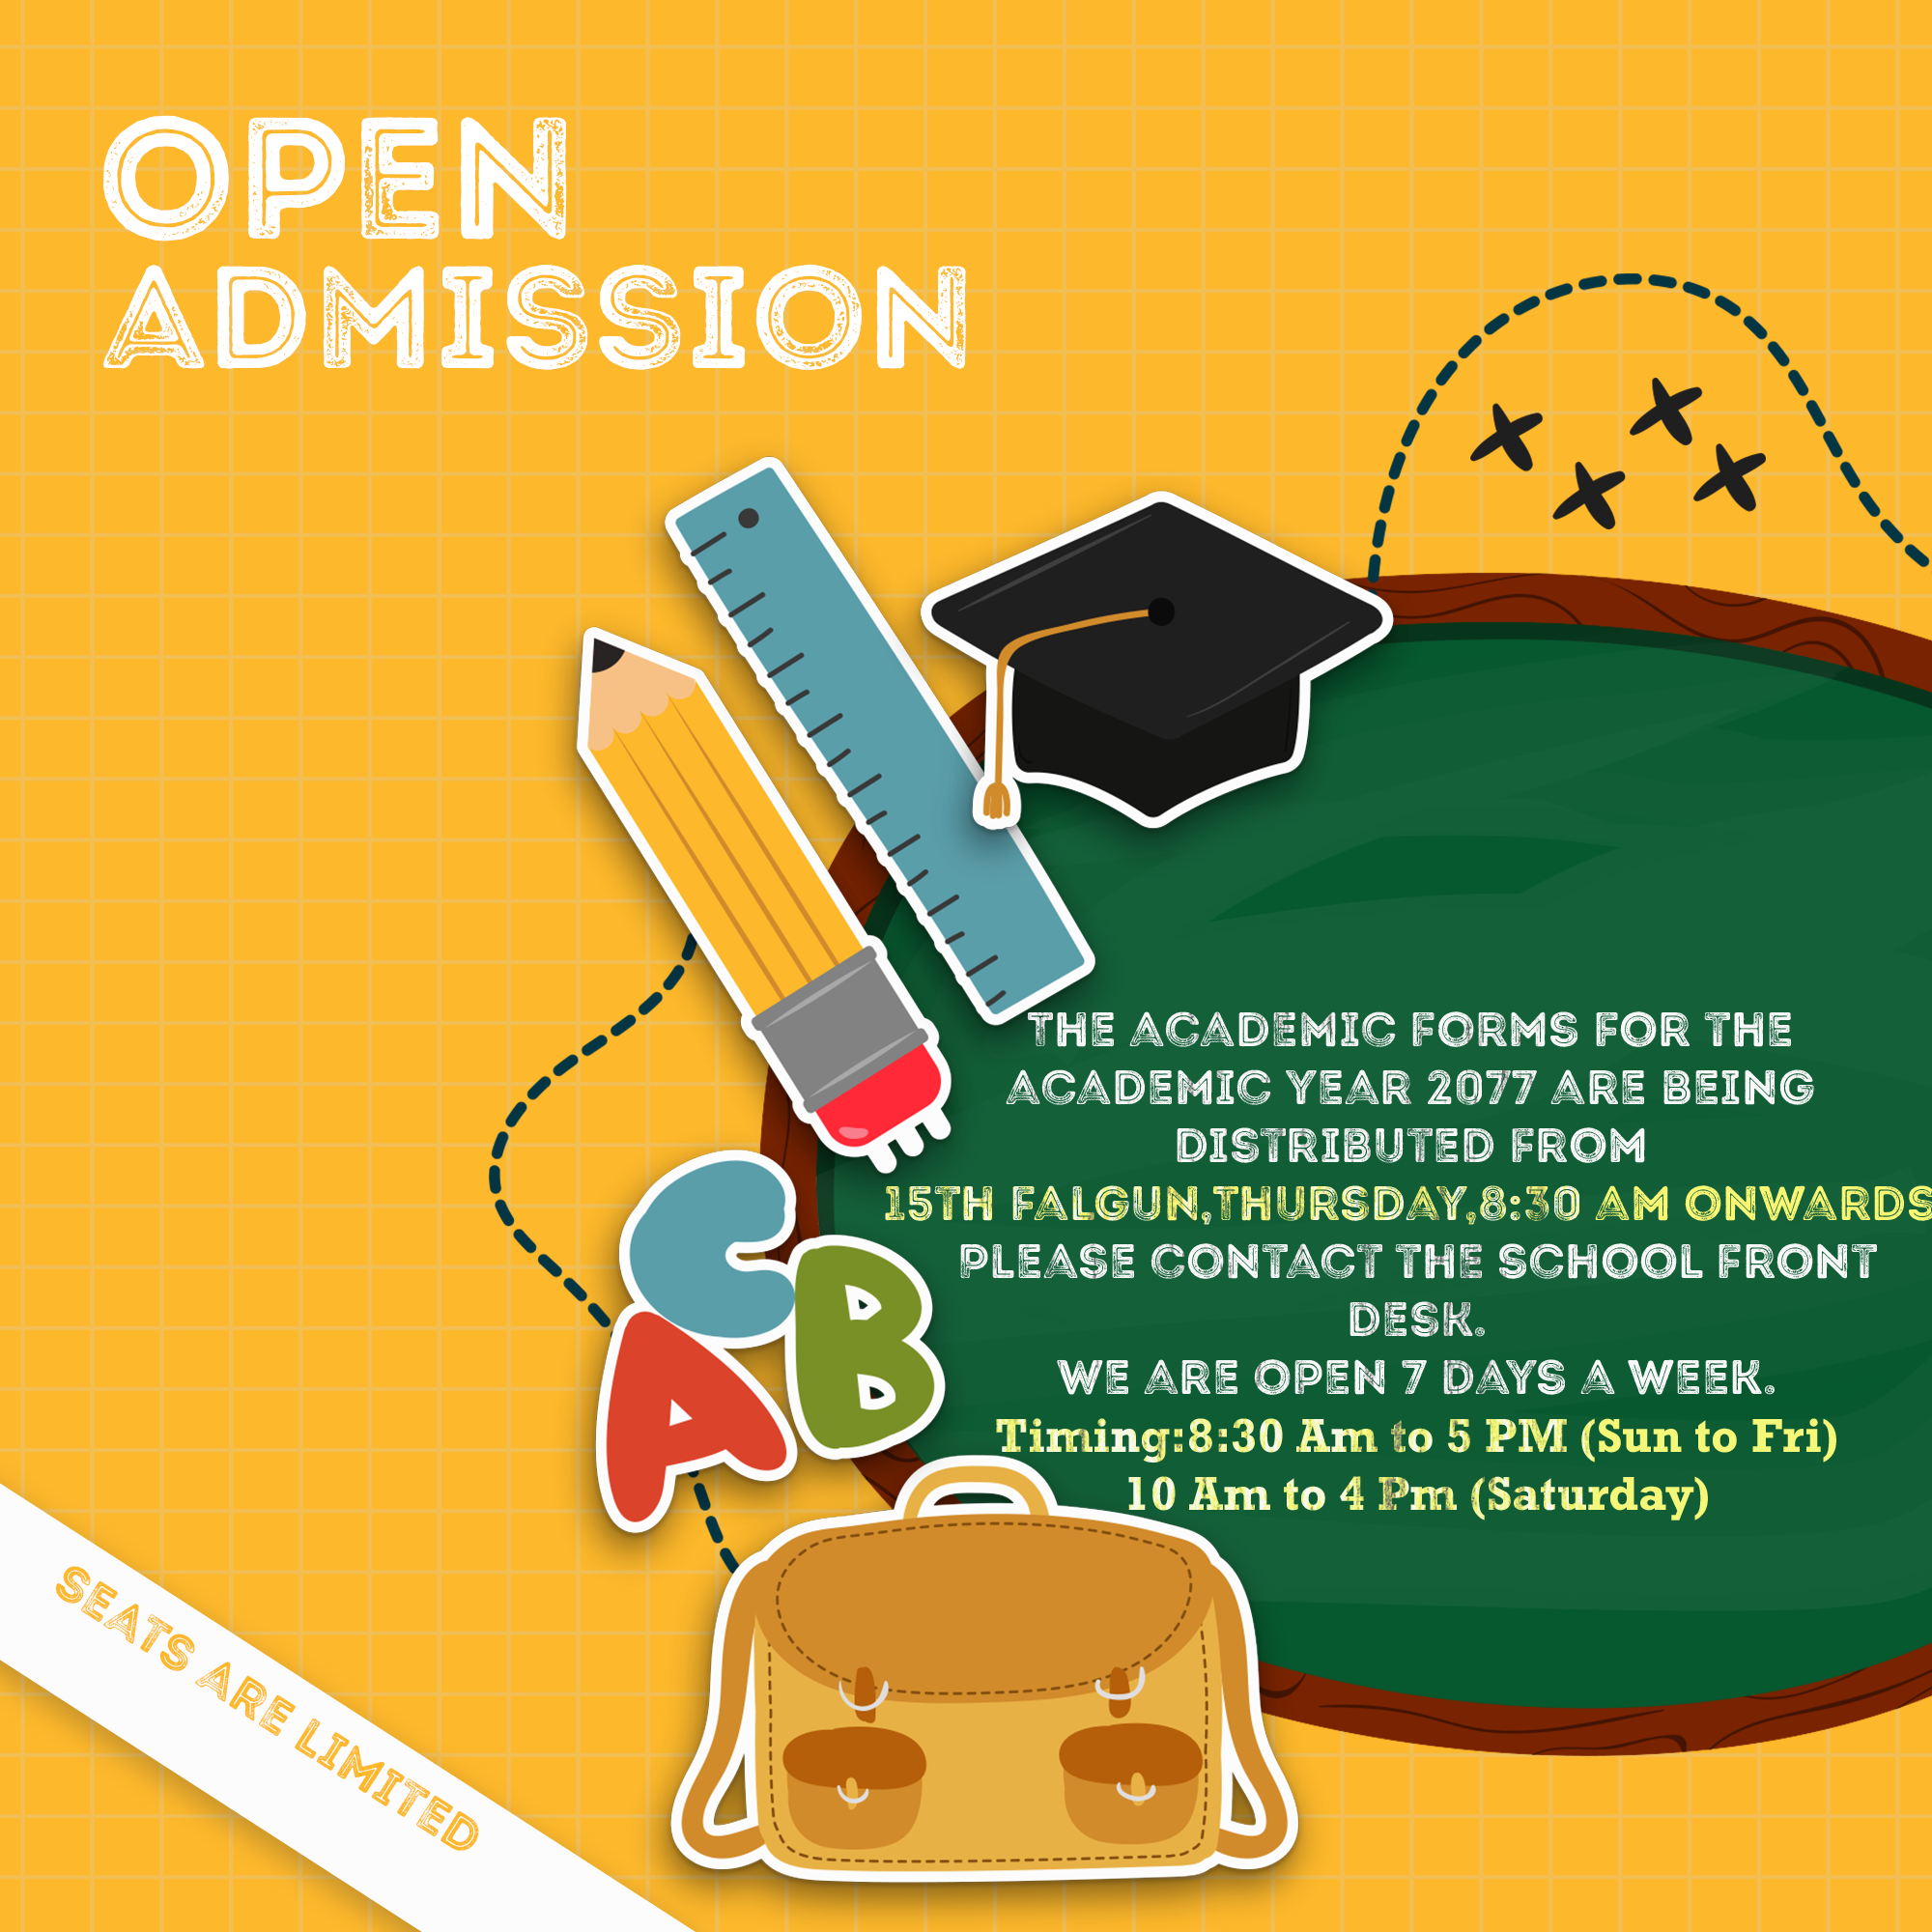 OPEN
ADMISSION
THE ACADEMIC FORMS FOR THE
ACADEMIC YEAR 2077 ARE BEING
DISTRIBUTED FROM
15TH FALGUN,THURSDAY,8:30 AM ONWARDS
PLEASE CONTACT THE SCHOOL FRONT
DESK.
WE ARE OPEN 7 DAYS A WEEK.
Timing:8:30 Am to 5 PM (Sun to Fri)
10 Am to 4 Pm (Saturday)
C
A B
SEATS ARE LIMITED